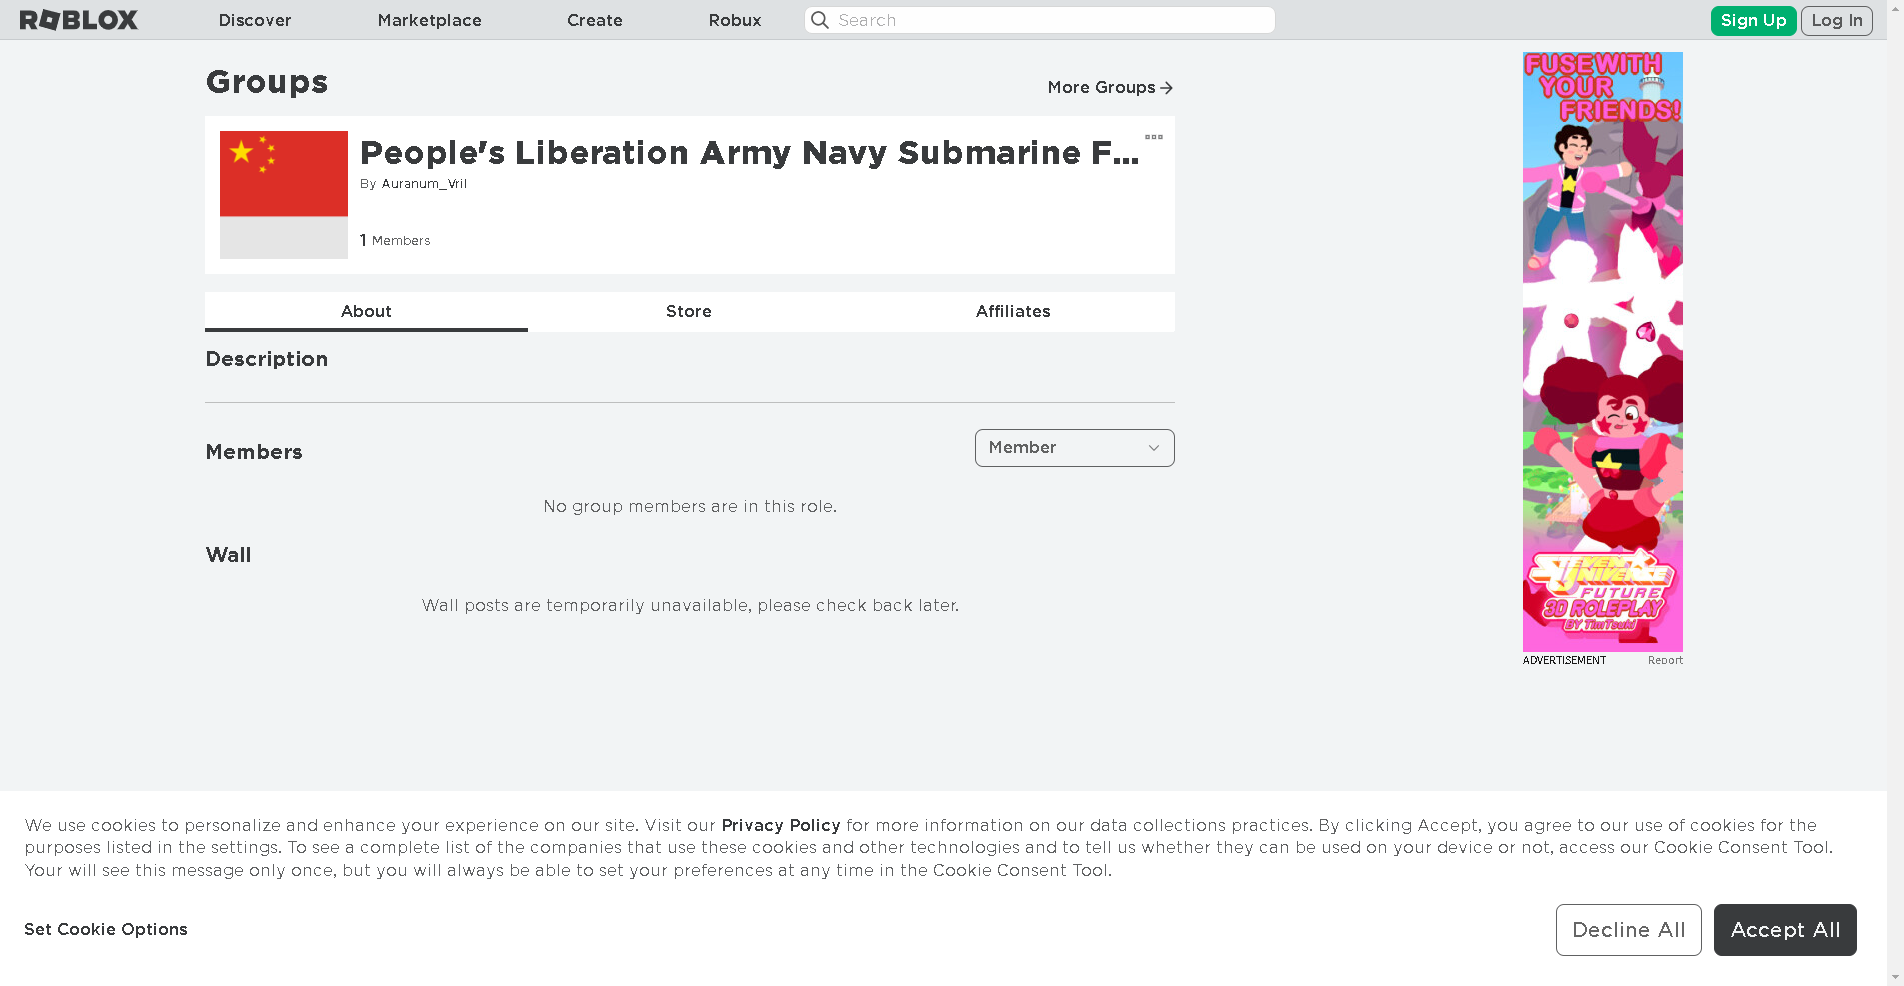 ROBLOX Discover Marketplace Create Robux Search Sign Up Log In
Groups
More Groups
People's Liberation Army Navy Submarine F...
By Auranum_Vril
1 Members
About Store Affiliates
Description
Members
Member
No group members are in this role.
Wall
Wall posts are temporarily unavailable, please check back later.
FUSE WITH
YOUR
FRIENDS!
STEVEN
UNIVERSE
FUTURE
3D ROLEPLAY
BY TimTsuki
ADVERTISEMENT Report
We use cookies to personalize and enhance your experience on our site. Visit our Privacy Policy for more information on our data collections practices. By clicking Accept, you agree to our use of cookies for the
purposes listed in the settings. To see a complete list of the companies that use these cookies and other technologies and to tell us whether they can be used on your device or not, access our Cookie Consent Tool.
Your will see this message only once, but you will always be able to set your preferences at any time in the Cookie Consent Tool.
Set Cookie Options
Decline All
Accept All